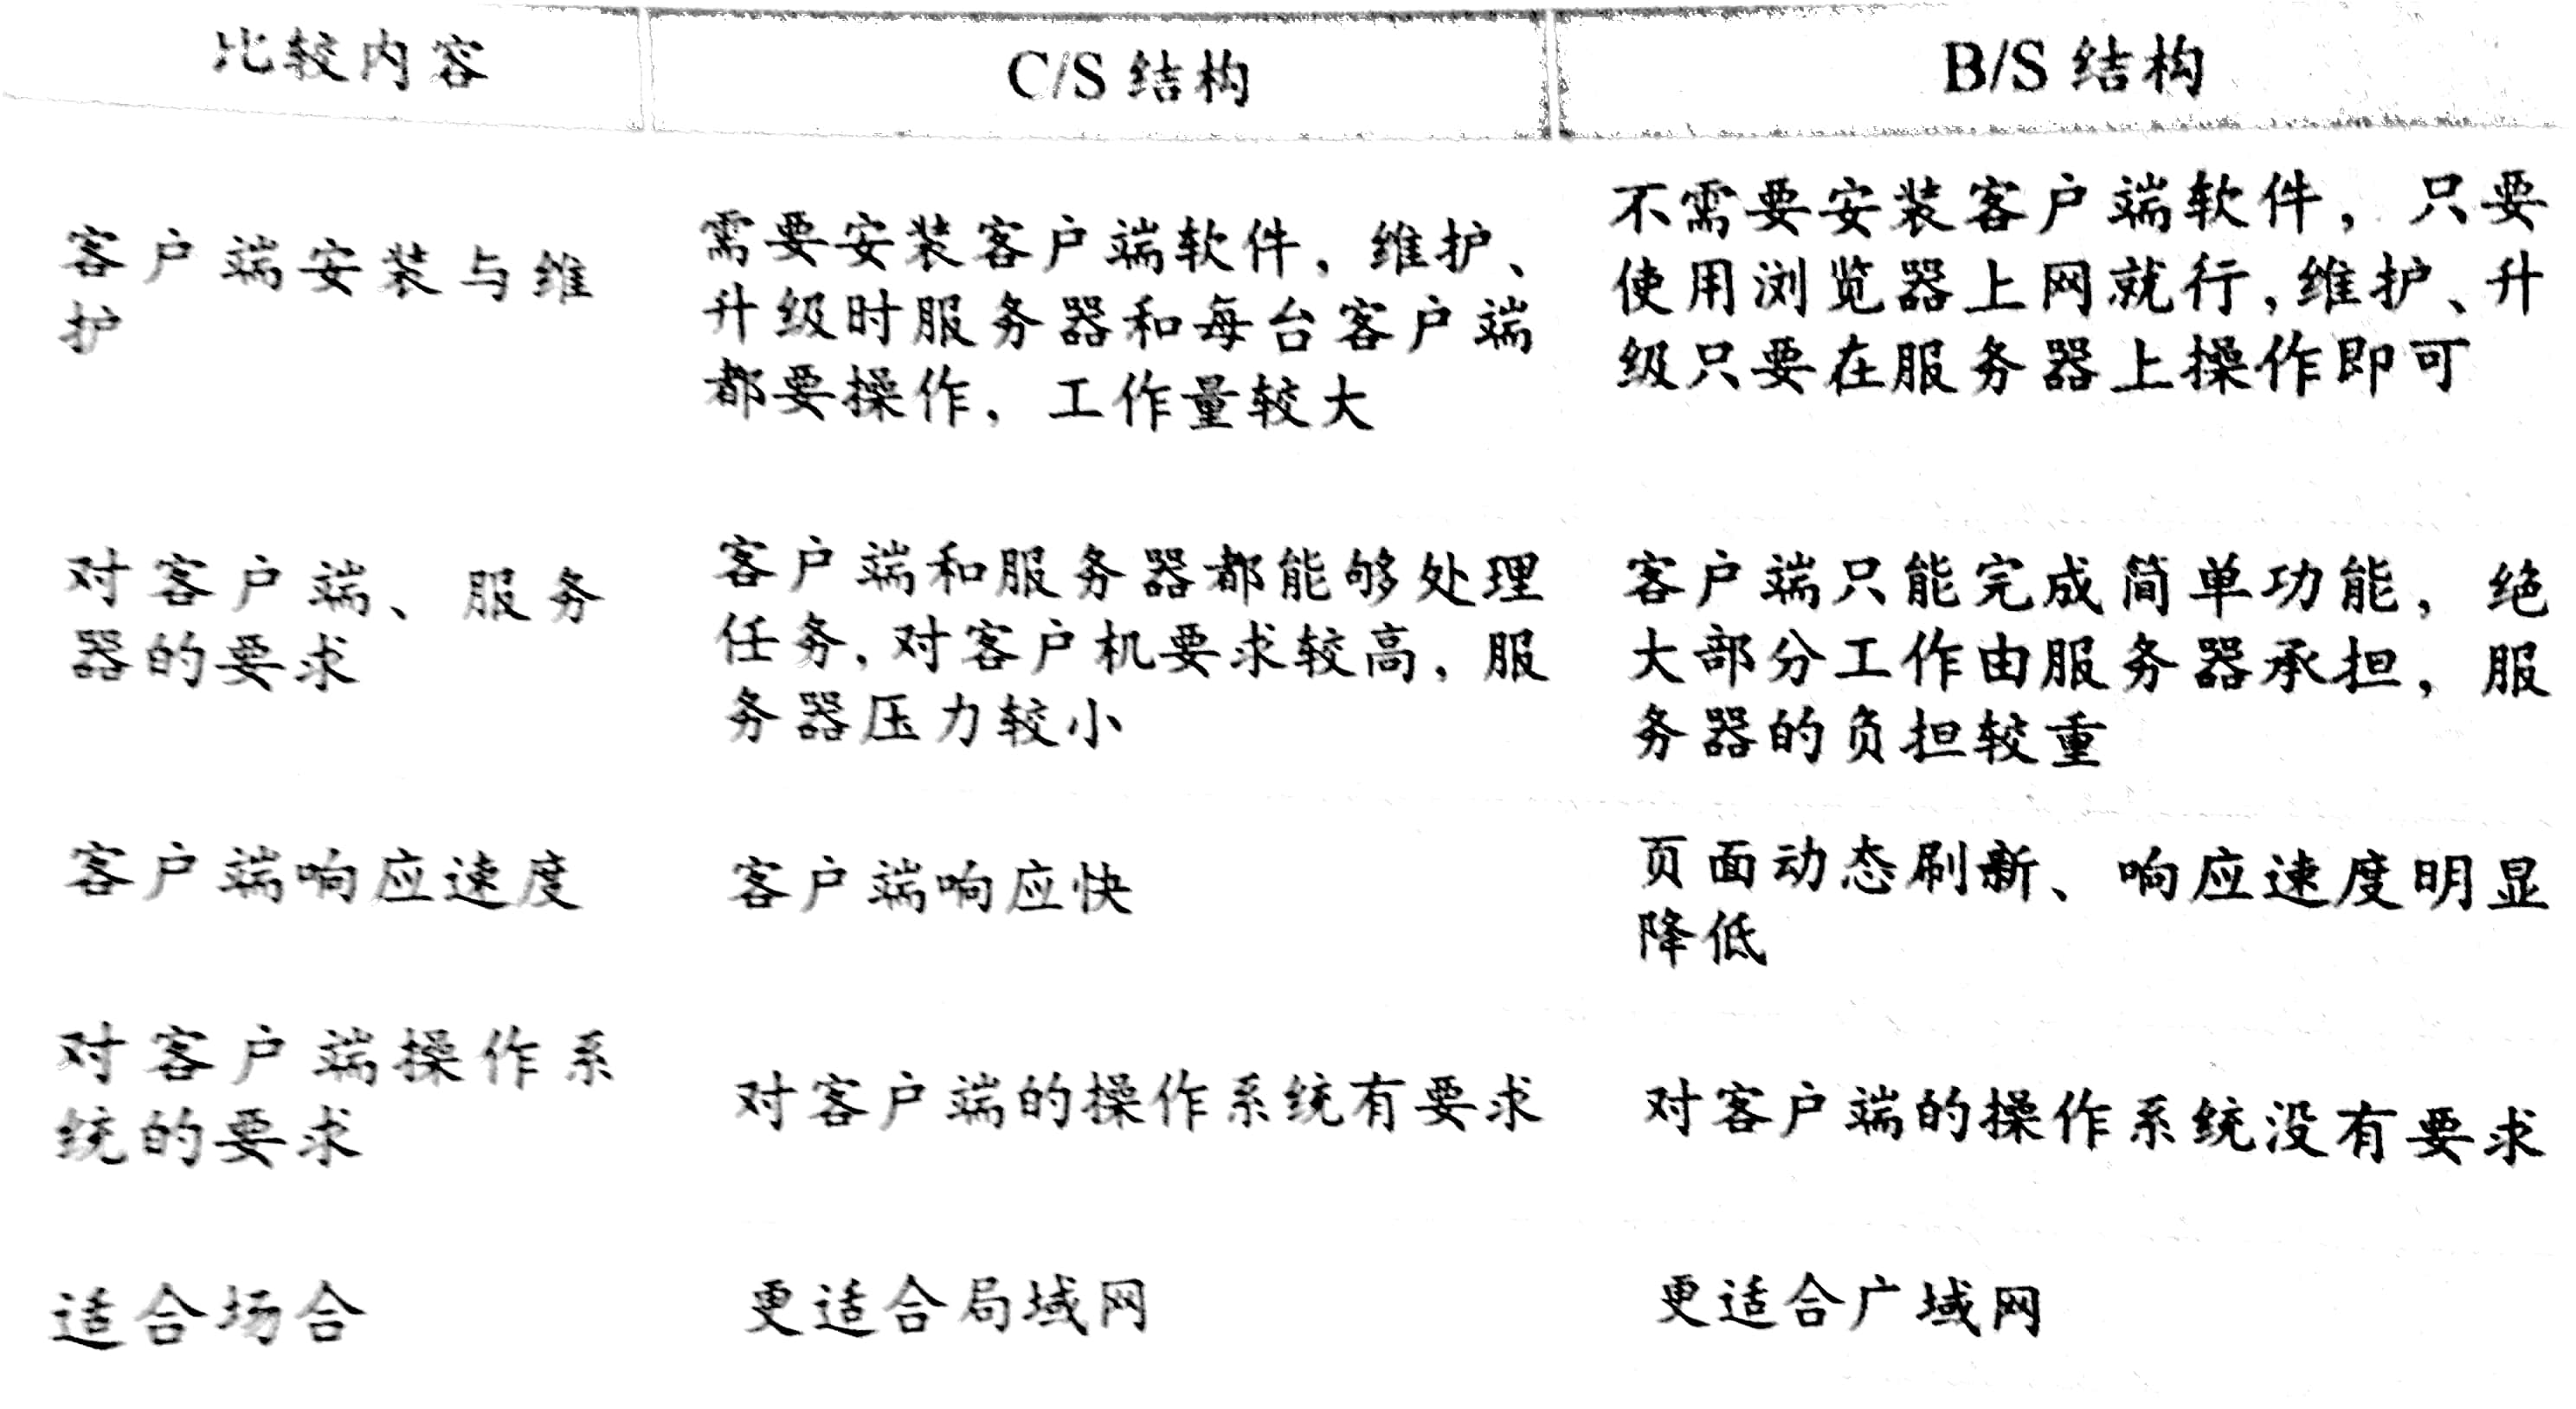 比较内容 C/S 结构 B/S 结构
客户端安装与维
护
需要安装客户端软件，维护、
升级时服务器和每台客户端
都要操作，工作量较大
不需要安装客户端软件，只要
使用浏览器上网就行，维护、升
级只要在服务器上操作即可
对客户端、服务
器的要求
客户端和服务器都能够处理
任务，对客户机要求较高，服
务器压力较小
客户端只能完成简单功能，绝
大部分工作由服务器承担，服
务器的负担较重
客户端响应速度
客户端响应快
页面动态刷新、响应速度明显
降低
对客户端操作系
统的要求
对客户端的操作系统有要求
对客户端的操作系统没有要求
适合场合
更适合局域网
更适合广域网